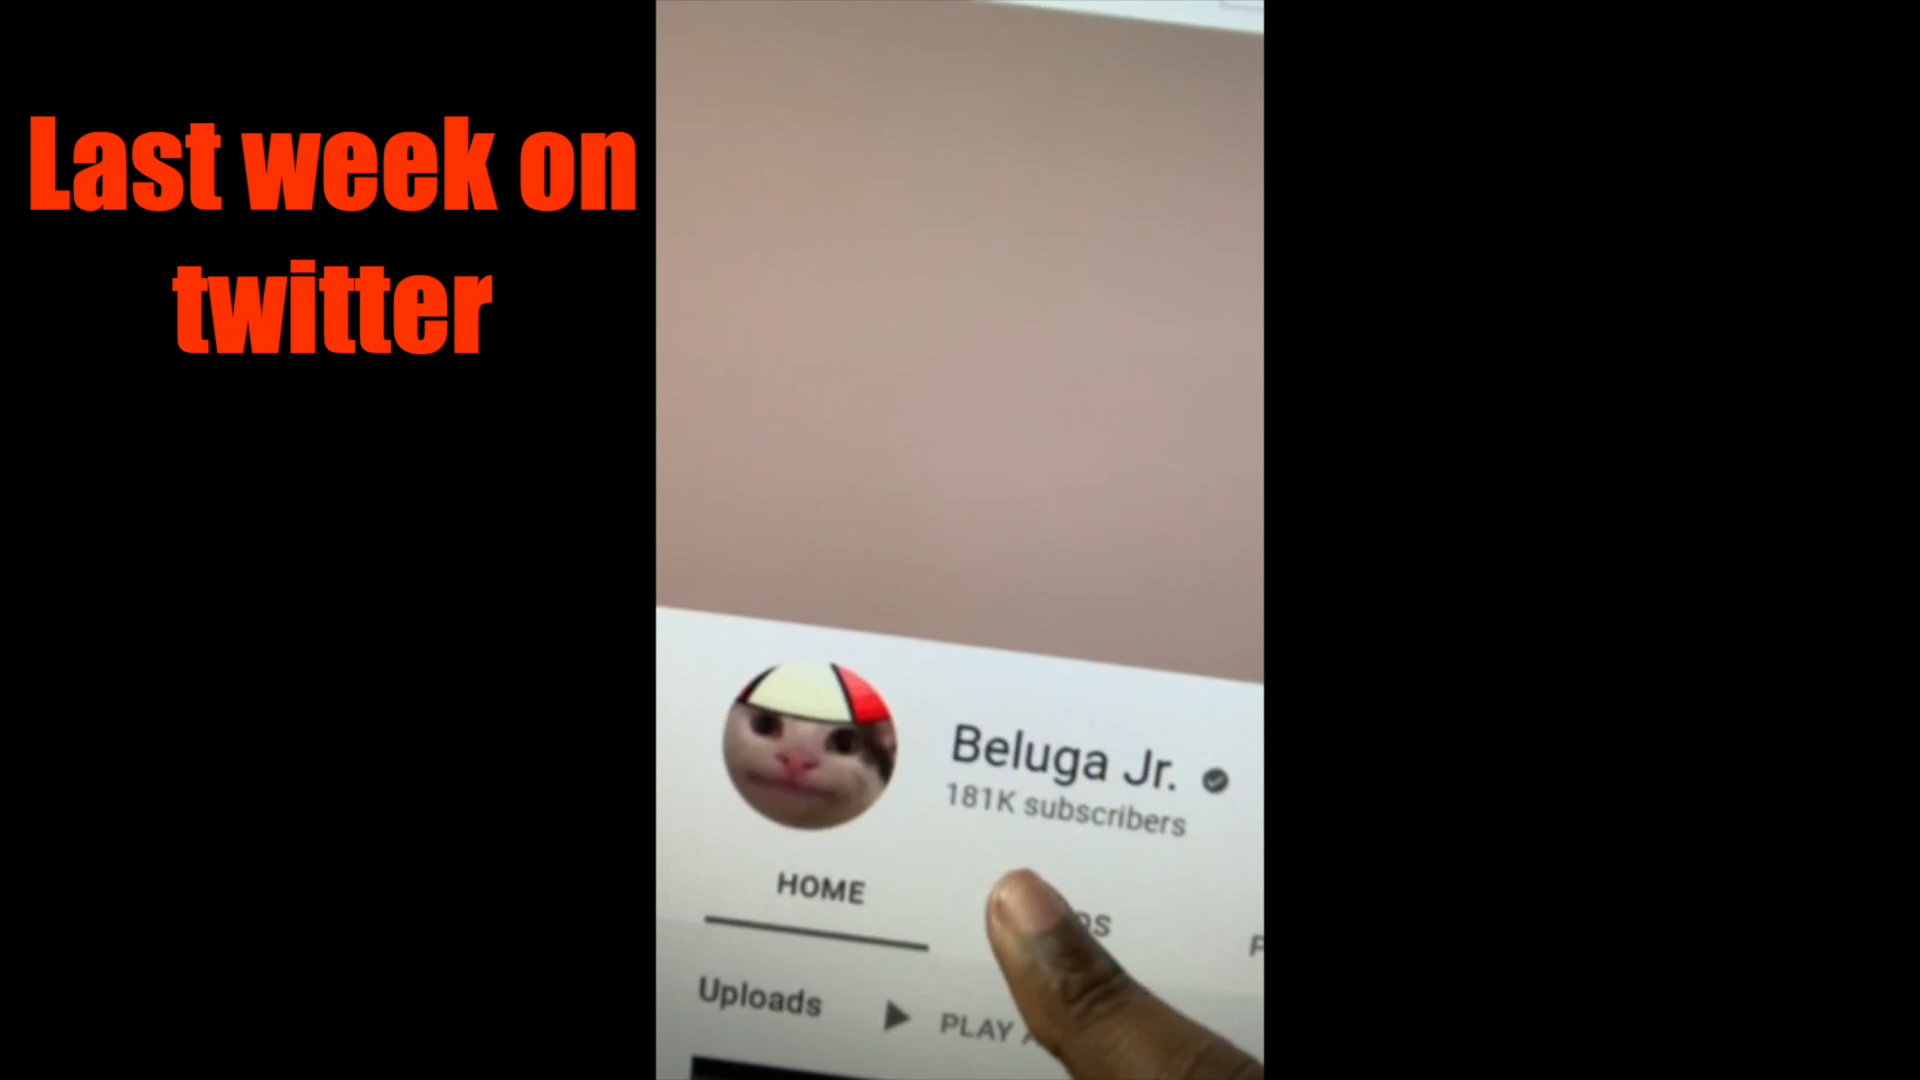 Last week on
twitter
Beluga Jr.
181K subscribers
HOME
Uploads
PLAY